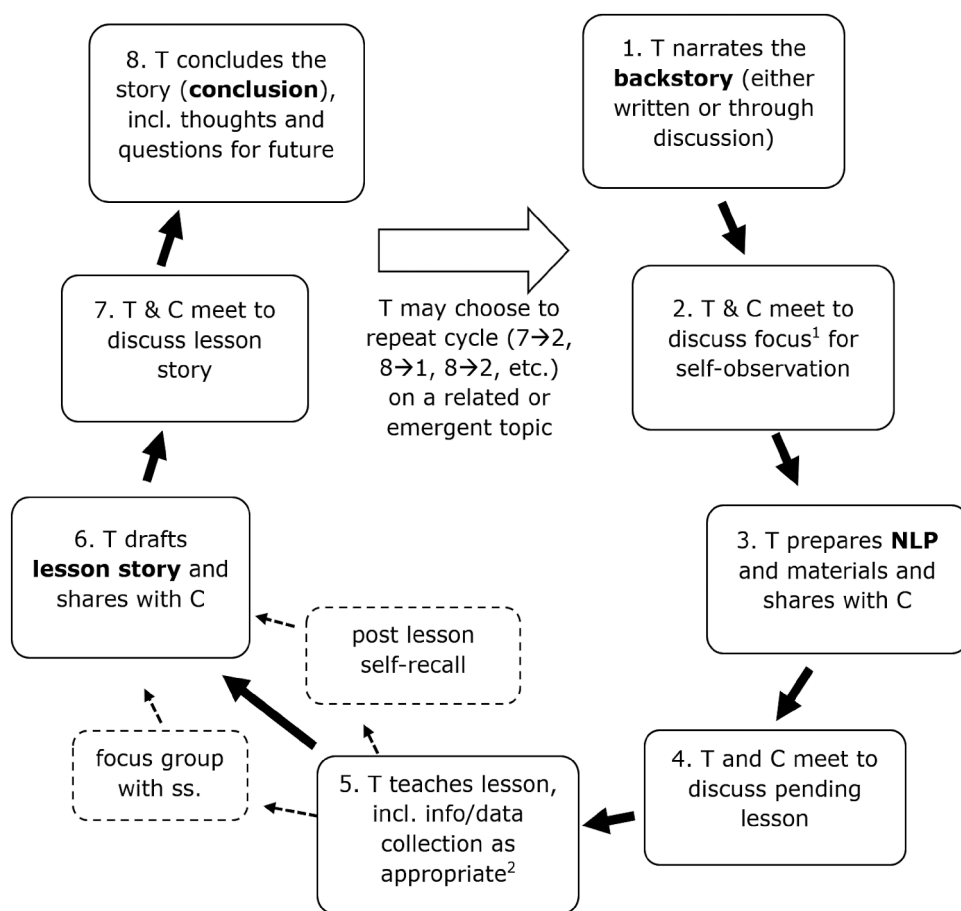 1. T narrates the
backstory (either
written or through
discussion)
2. T & C meet to
discuss focus¹ for
self-observation
3. T prepares NLP
and materials and
shares with C
4. T and C meet to
discuss pending
lesson
5. T teaches lesson,
incl. info/data
collection as
appropriate²
post lesson
self-recall
focus group
with ss.
6. T drafts
lesson story and
shares with C
7. T & C meet to
discuss lesson
story
8. T concludes the
story (conclusion),
incl. thoughts and
questions for future
T may choose to
repeat cycle (7→2,
8→1, 8→2, etc.)
on a related or
emergent topic